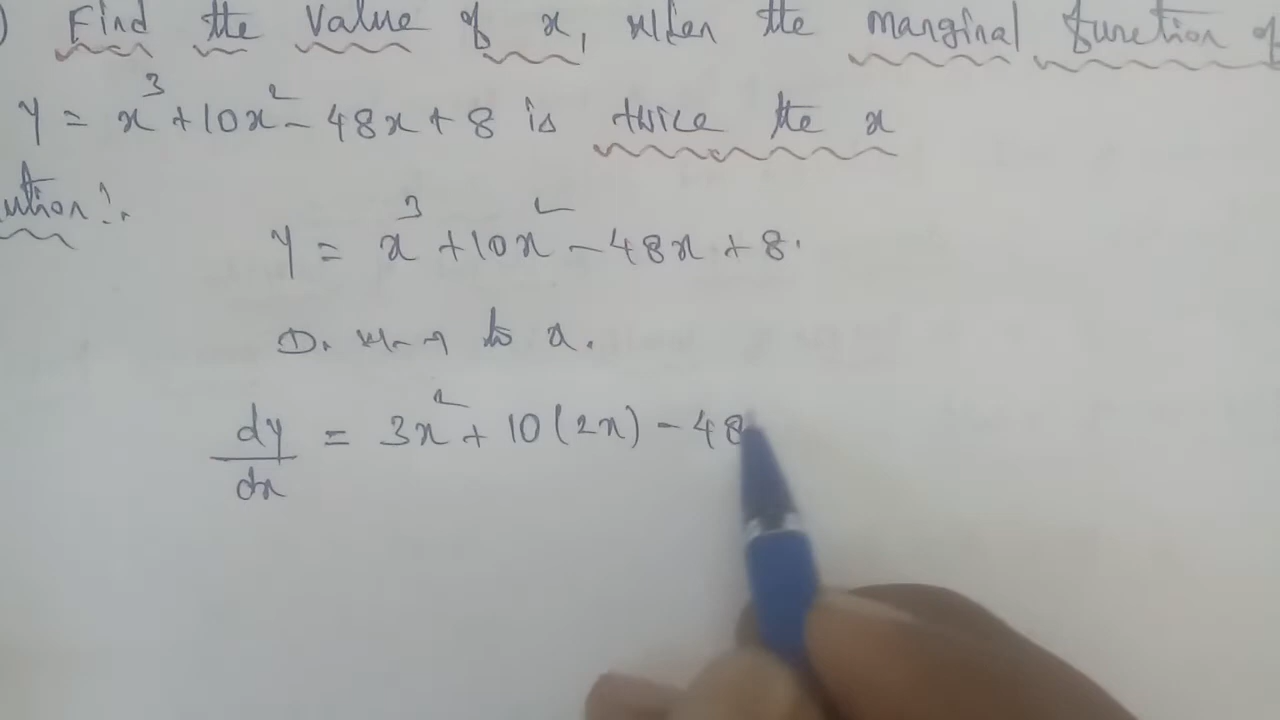 ) Find the value of x, when the marginal function of
y = x³ + 10x² - 48x + 8 is twice the x
ution:.
y = x³ + 10x² - 48x + 8.
D. w. r to x.
dy/dx = 3x² + 10(2x) - 48